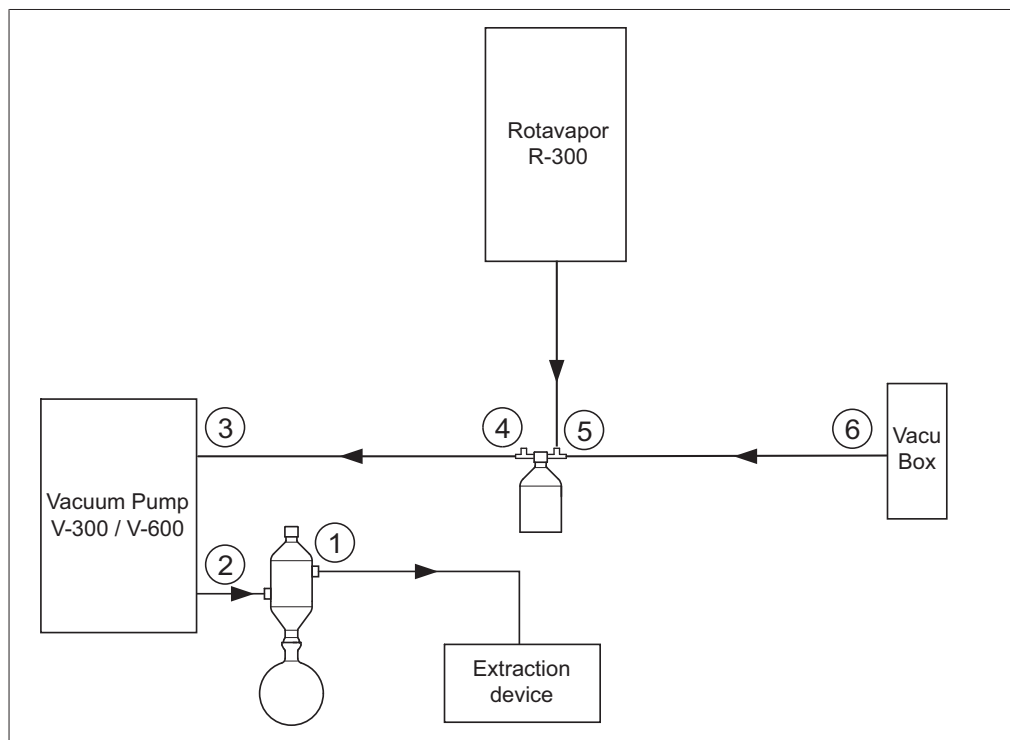 Rotavapor
R-300
3
4
5
6
Vacu
Box
Vacuum Pump
V-300 / V-600
2
1
Extraction
device